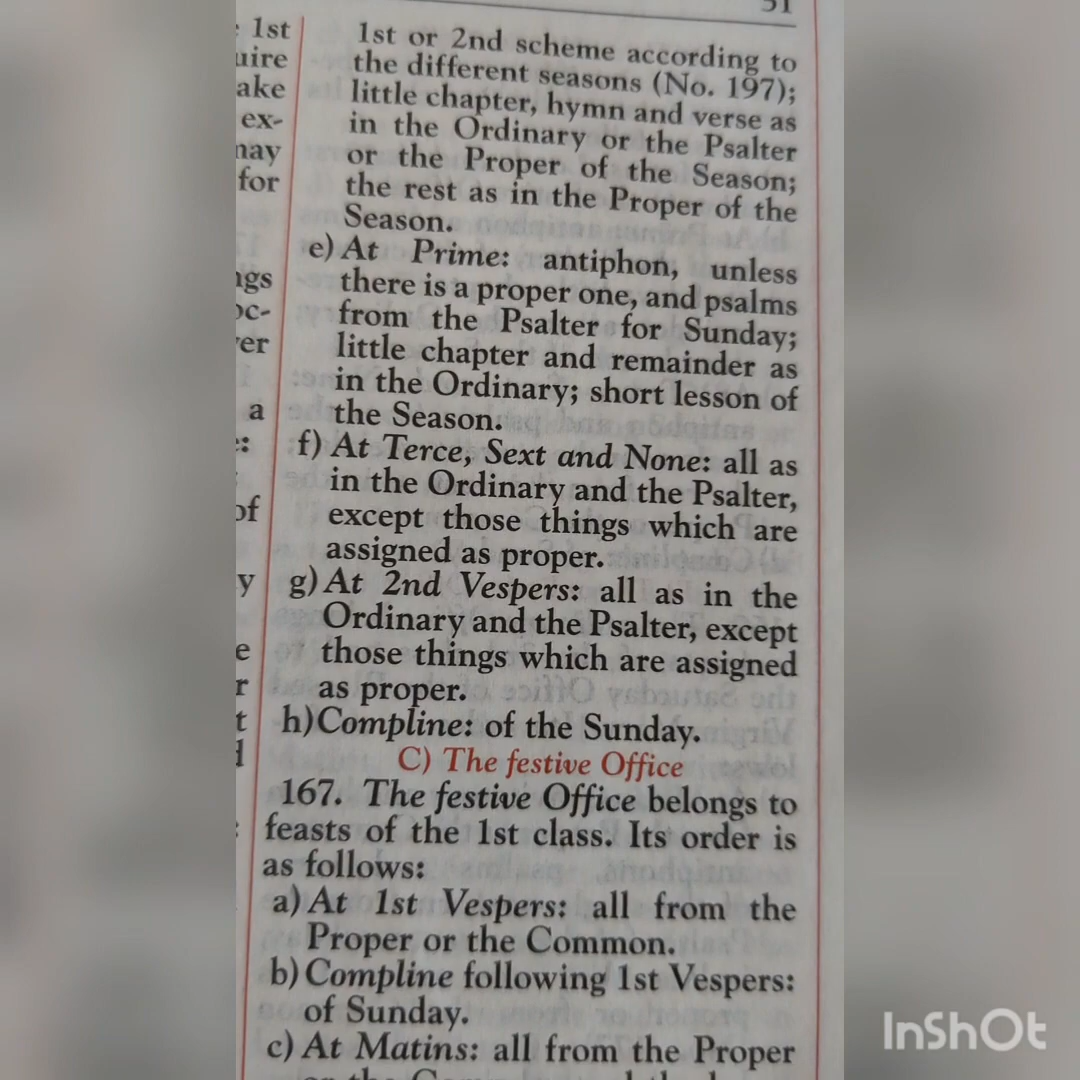 51
1st
uire
ake
ex-
may
for
ngs
oc-
er
a
e:
of
y
e
r
t
d
1st or 2nd scheme according to
the different seasons (No. 197);
little chapter, hymn and verse as
in the Ordinary or the Psalter
or the Proper of the Season;
the rest as in the Proper of the
Season.
e) At Prime: antiphon, unless
there is a proper one, and psalms
from the Psalter for Sunday;
little chapter and remainder as
in the Ordinary; short lesson of
the Season.
f) At Terce, Sext and None: all as
in the Ordinary and the Psalter,
except those things which are
assigned as proper.
g) At 2nd Vespers: all as in the
Ordinary and the Psalter, except
those things which are assigned
as proper.
h) Compline: of the Sunday.
C) The festive Office
167. The festive Office belongs to
feasts of the 1st class. Its order is
as follows:
a) At 1st Vespers: all from the
Proper or the Common.
b) Compline following 1st Vespers:
of Sunday.
c) At Matins: all from the Proper
InShOt